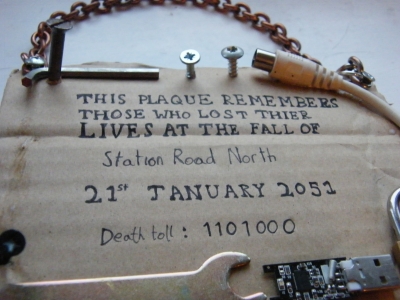 THIS PLAQUE REMEMBERS
THOSE WHO LOST THIER
LIVES AT THE FALL OF
Station Road North
21st JANUARY 2051
Death toll : 1101000